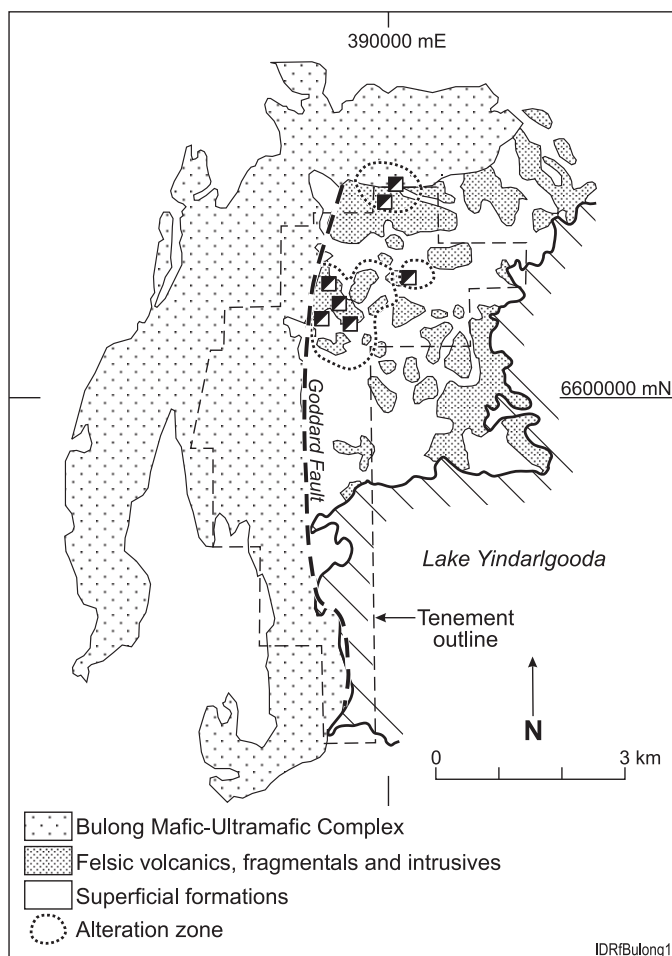 390000 mE
6600000 mN
Goddard Fault
Lake Yindarlgooda
Tenement
outline
N
0 3 km
Bulong Mafic-Ultramafic Complex
Felsic volcanics, fragmentals and intrusives
Superficial formations
Alteration zone
IDRfBulong1